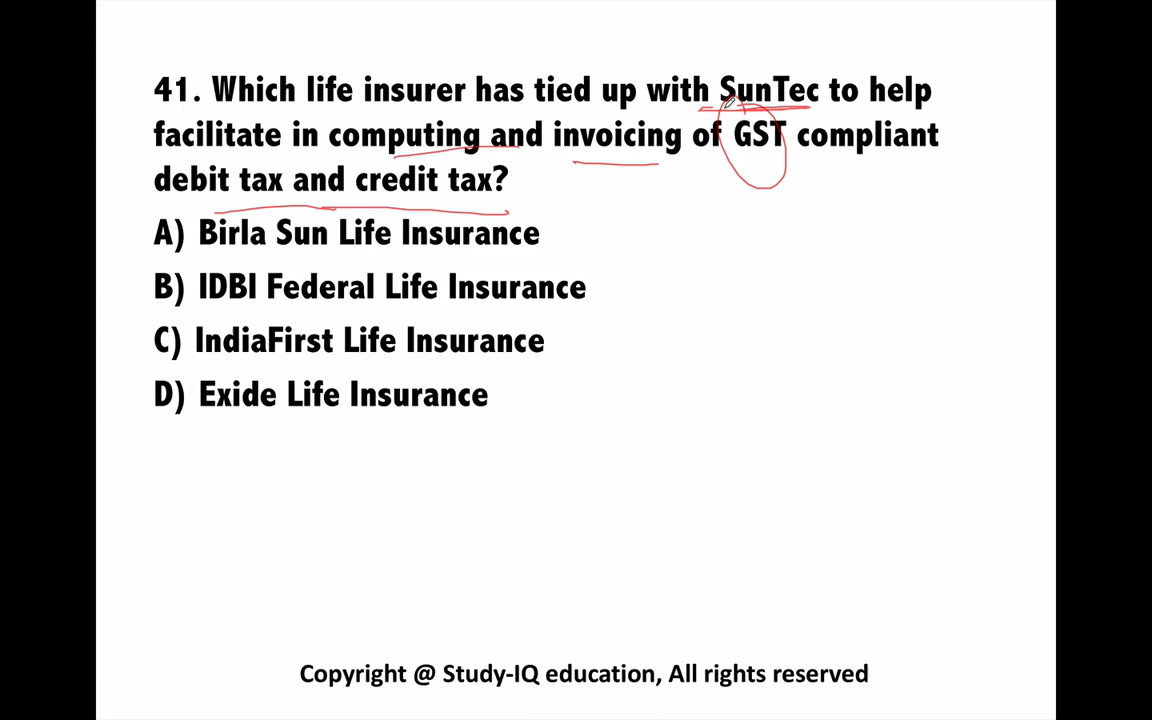 41. Which life insurer has tied up with SunTec to help
facilitate in computing and invoicing of GST compliant
debit tax and credit tax?
A) Birla Sun Life Insurance
B) IDBI Federal Life Insurance
C) IndiaFirst Life Insurance
D) Exide Life Insurance
Copyright @ Study-IQ education, All rights reserved